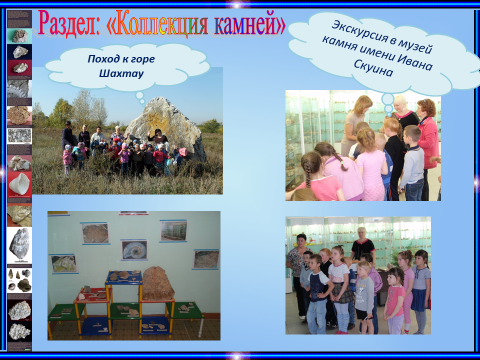 Раздел: «Коллекция камней»
Поход к горе
Шахтау
Экскурсия в музей
камня имени Ивана
Скуина